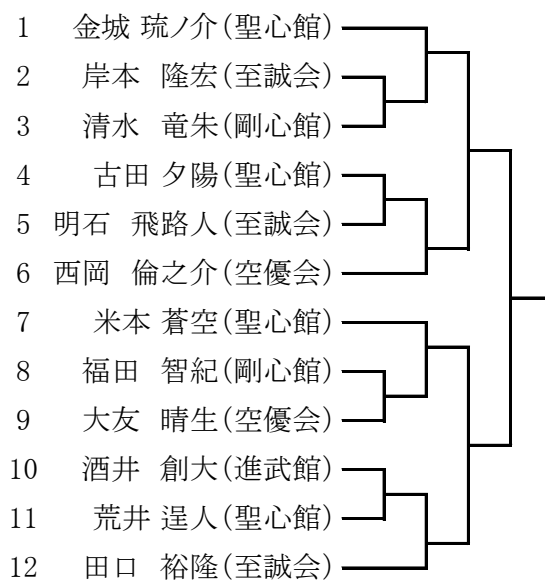 1 金城 琉ノ介(聖心館)
2 岸本 隆宏(至誠会)
3 清水 竜朱(剛心館)
4 古田 夕陽(聖心館)
5 明石 飛路人(至誠会)
6 西岡 倫之介(空優会)
7 米本 蒼空(聖心館)
8 福田 智紀(剛心館)
9 大友 晴生(空優会)
10 酒井 創大(進武館)
11 荒井 逞人(聖心館)
12 田口 裕隆(至誠会)